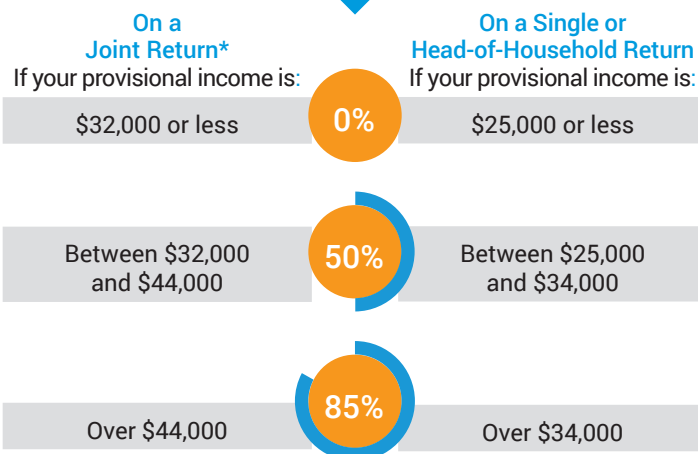 On a
Joint Return*
If your provisional income is:
On a Single or
Head-of-Household Return
If your provisional income is:
$32,000 or less
0%
$25,000 or less
Between $32,000
and $44,000
50%
Between $25,000
and $34,000
Over $44,000
85%
Over $34,000